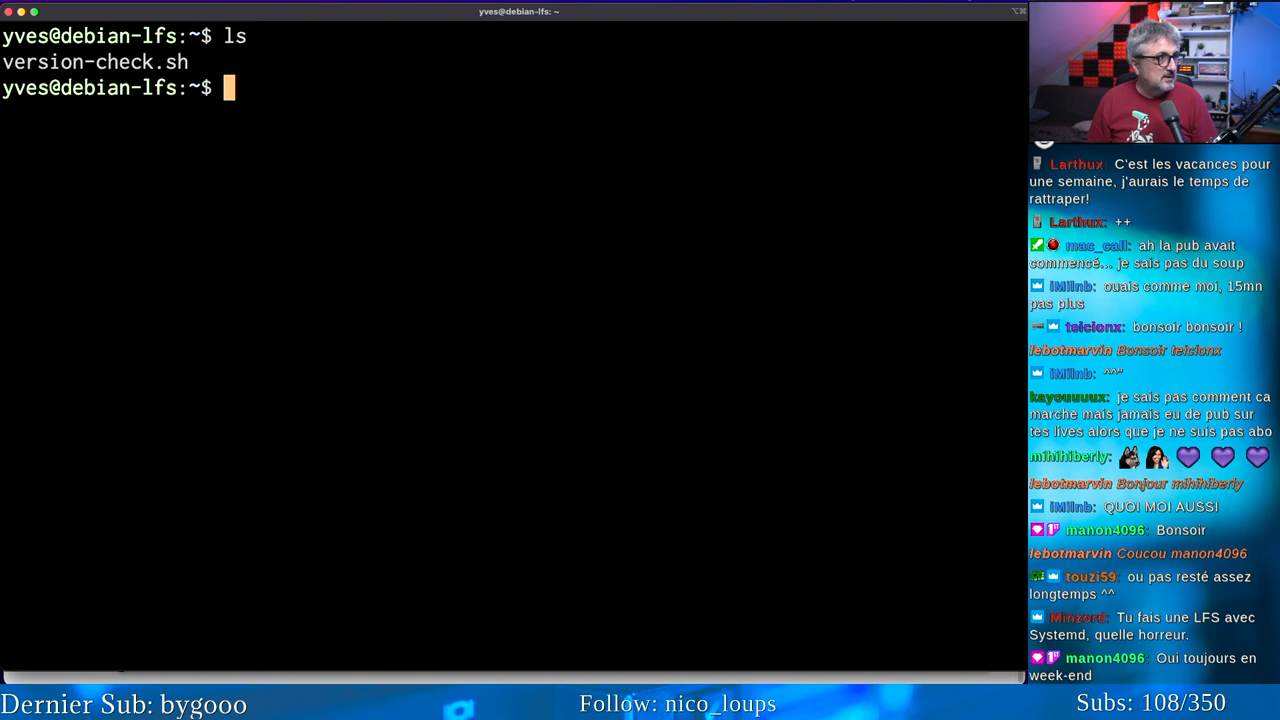 yves@debian-lfs: ~
yves@debian-lfs:~$ ls
version-check.sh
yves@debian-lfs:~$
Larthux: C'est les vacances pour
une semaine, j'aurais le temps de
rattraper!
Larthux: ++
mac_call: ah la pub avait
commencé... je sais pas du soup
iMilnb: ouais comme moi, 15mn
pas plus
teicionx: bonsoir bonsoir !
lebotmarvin Bonsoir teicionx
iMilnb: ^^"
kayouuuux: je sais pas comment ca
marche mais jamais eu de pub sur
tes lives alors que je ne suis pas abo
mihihiberly:
lebotmarvin Bonjour mihihiberly
iMilnb: QUOI MOI AUSSI
manon4096: Bonsoir
lebotmarvin Coucou manon4096
touzi59: ou pas resté assez
longtemps ^^
Minzord: Tu fais une LFS avec
Systemd, quelle horreur.
manon4096: Oui toujours en
week-end
Dernier Sub: bygooo
Follow: nico_loups
Subs: 108/350